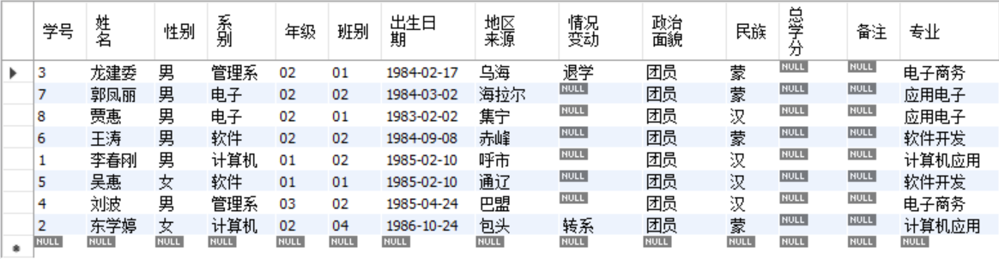 学号 姓名 性别 系别 年级 班别 出生日期 地区来源 情况变动 政治面貌 民族 总学分 备注 专业
3 龙建委 男 管理系 02 01 1984-02-17 乌海 退学 团员 蒙 NULL NULL 电子商务
7 郭凤丽 男 电子 02 02 1984-03-02 海拉尔 NULL 团员 蒙 NULL NULL 应用电子
8 贾惠 男 电子 02 01 1983-02-02 集宁 NULL 团员 汉 NULL NULL 应用电子
6 王涛 男 软件 02 02 1984-09-08 赤峰 NULL 团员 蒙 NULL NULL 软件开发
1 李春刚 男 计算机 01 02 1985-02-10 呼市 NULL 团员 汉 NULL NULL 计算机应用
5 吴惠 女 软件 01 01 1985-02-10 通辽 NULL 团员 汉 NULL NULL 软件开发
4 刘波 男 管理系 03 02 1985-04-24 巴盟 NULL 团员 汉 NULL NULL 电子商务
2 东学婷 女 计算机 02 04 1986-10-24 包头 转系 团员 蒙 NULL NULL 计算机应用
NULL NULL NULL NULL NULL NULL NULL NULL NULL NULL NULL NULL NULL NULL